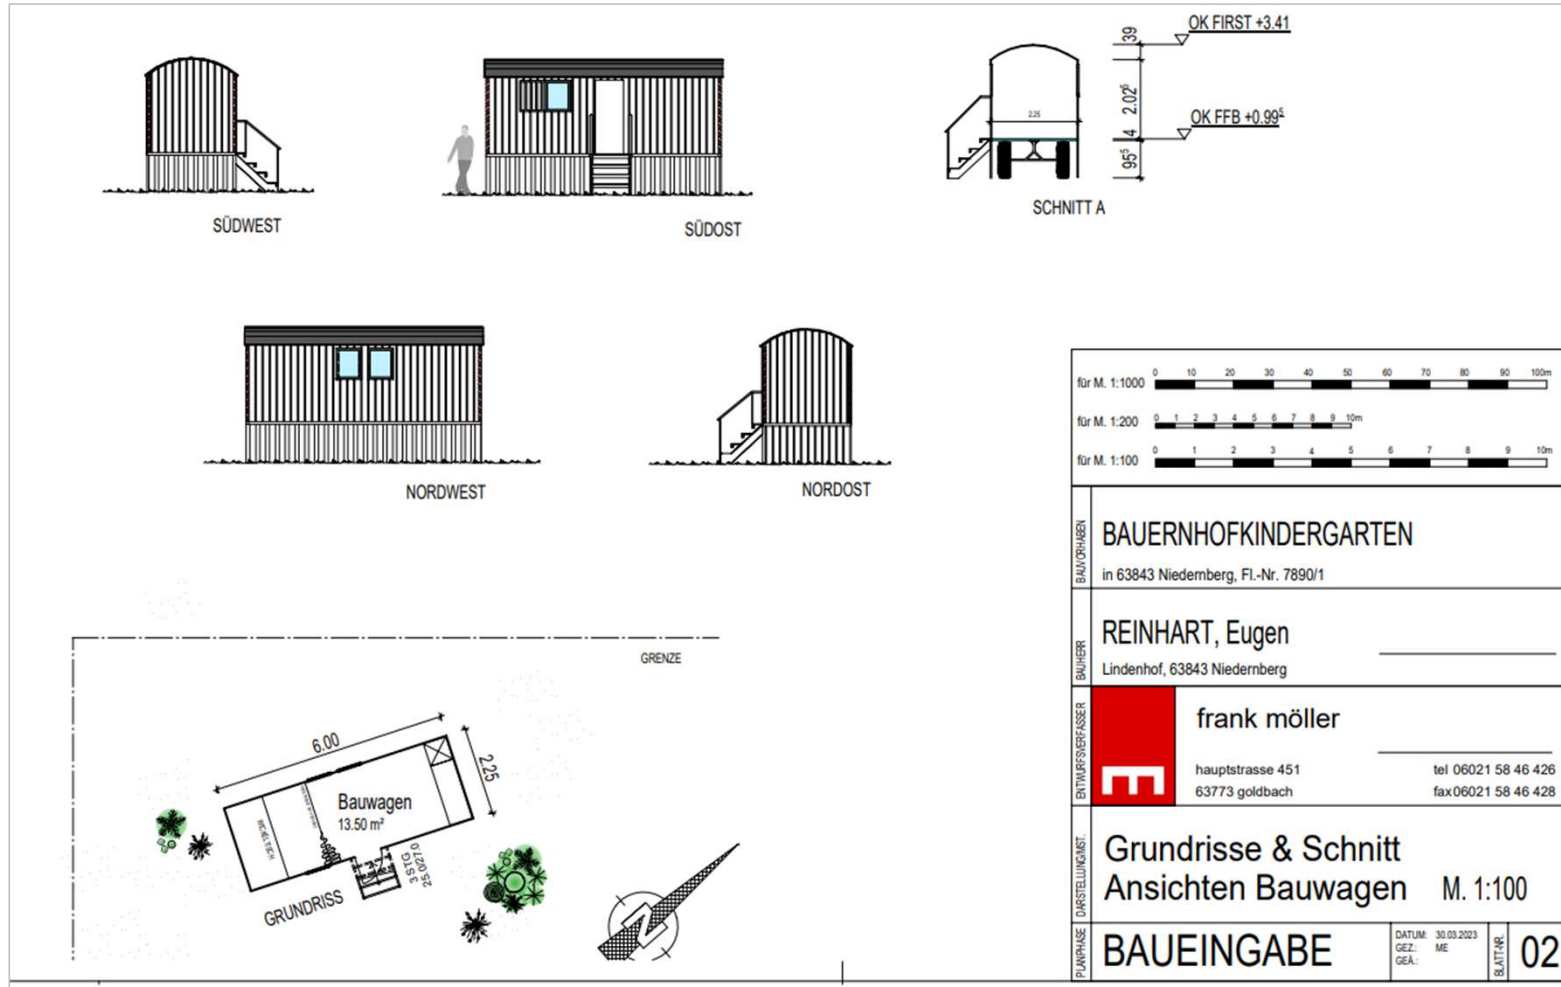 OK FIRST +3.41
39
2.02⁵
OK FFB +0.99⁵
4
95⁵
2.25
SÜDWEST
SÜDOST
SCHNITT A
NORDWEST
NORDOST
für M. 1:1000
0 10 20 30 40 50 60 70 80 90 100m
für M. 1:200
0 1 2 3 4 5 6 7 8 9 10m
für M. 1:100
0 1 2 3 4 5 6 7 8 9 10m
BAUVORHABEN
BAUERNHOFKINDERGARTEN
in 63843 Niedernberg, Fl.-Nr. 7890/1
BAUHERR
REINHART, Eugen
Lindenhof, 63843 Niedernberg
GRENZE
6.00
2.25
Bauwagen
13.50 m²
3 STG
25.0/27.0
GRUNDRISS
N
ENTWURFSVERFASSER
frank möller
hauptstrasse 451
63773 goldbach
tel 06021 58 46 426
fax 06021 58 46 428
DARSTELLUNG/MST.
Grundrisse & Schnitt
Ansichten Bauwagen M. 1:100
PLANPHASE
BAUEINGABE
DATUM: 30.03.2023
GEZ.: ME
GEÄ.:
BLATT-NR.
02